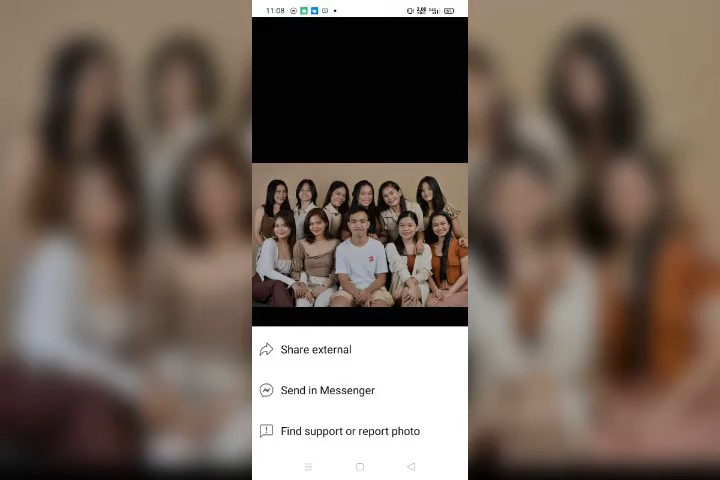 11:08
Share external
Send in Messenger
Find support or report photo